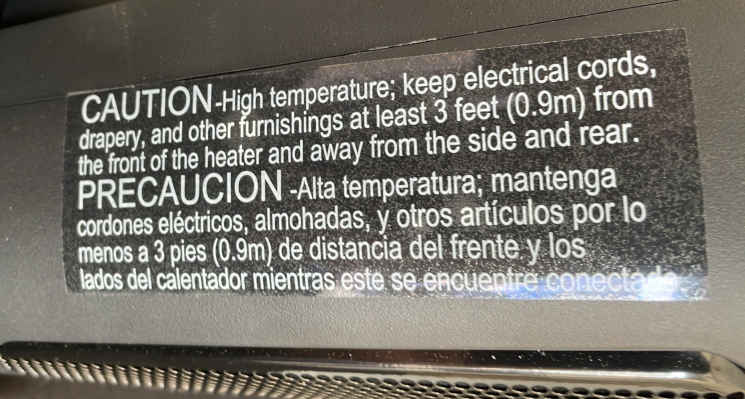 CAUTION-High temperature; keep electrical cords,
drapery, and other furnishings at least 3 feet (0.9m) from
the front of the heater and away from the side and rear.
PRECAUCION -Alta temperatura; mantenga
cordones eléctricos, almohadas, y otros artículos por lo
menos a 3 pies (0.9m) de distancia del frente y los
lados del calentador mientras este se encuentre conectado.